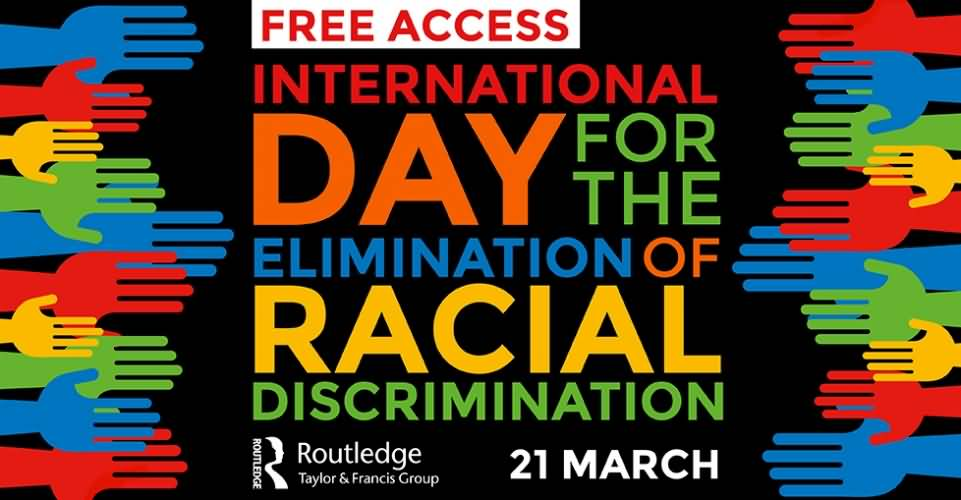 FREE ACCESS
INTERNATIONAL
DAY FOR
THE
ELIMINATION OF
RACIAL
DISCRIMINATION
ROUTLEDGE
Routledge
Taylor & Francis Group
21 MARCH